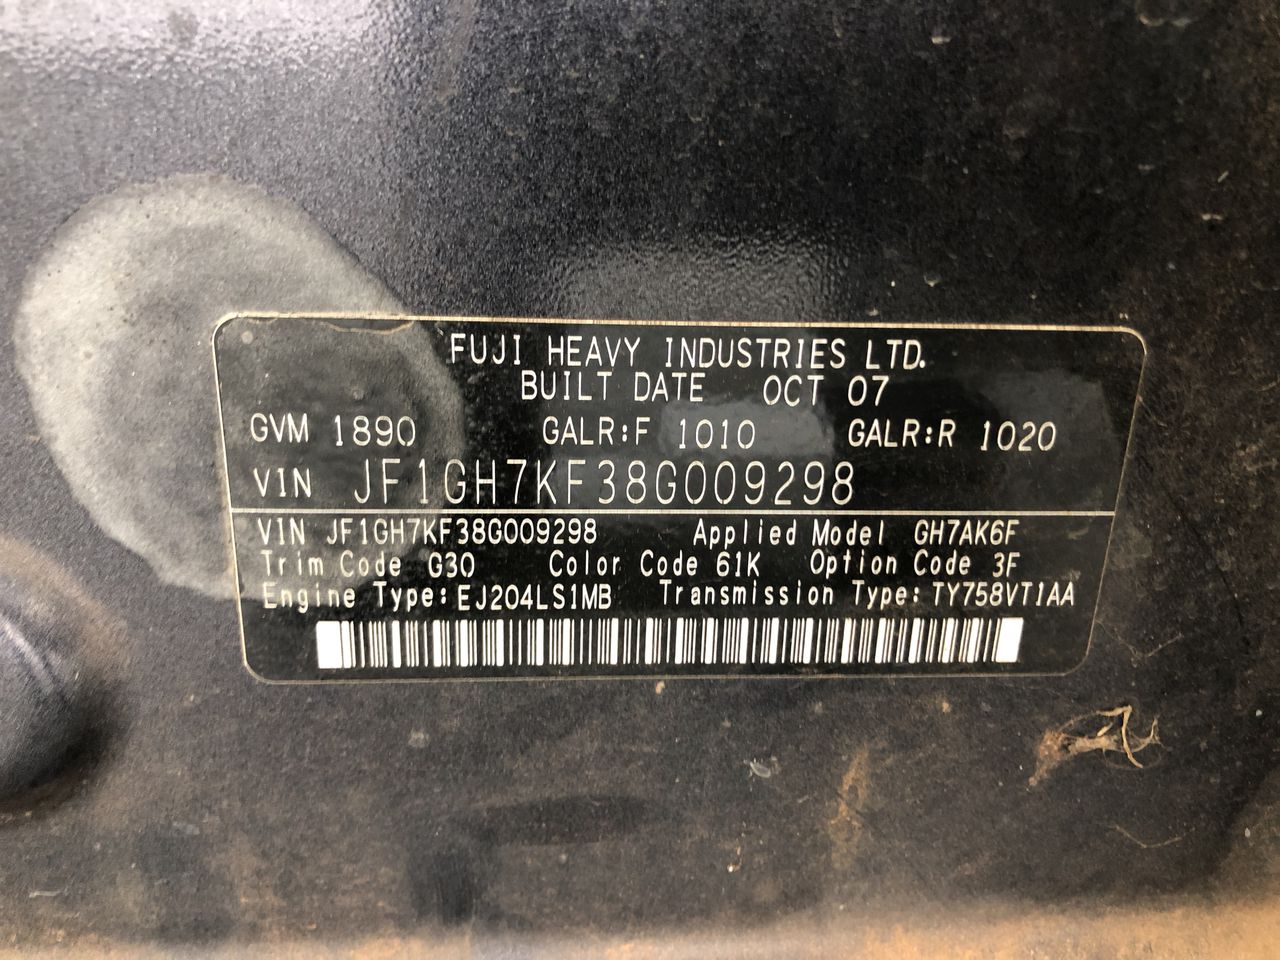 FUJI HEAVY INDUSTRIES LTD.
BUILT DATE OCT 07
GVM 1890 GALR:F 1010 GALR:R 1020
VIN JF1GH7KF38G009298
VIN JF1GH7KF38G009298 Applied Model GH7AK6F
Trim Code G30 Color Code 61K Option Code 3F
Engine Type:EJ204LS1MB Transmission Type:TY758VT1AA